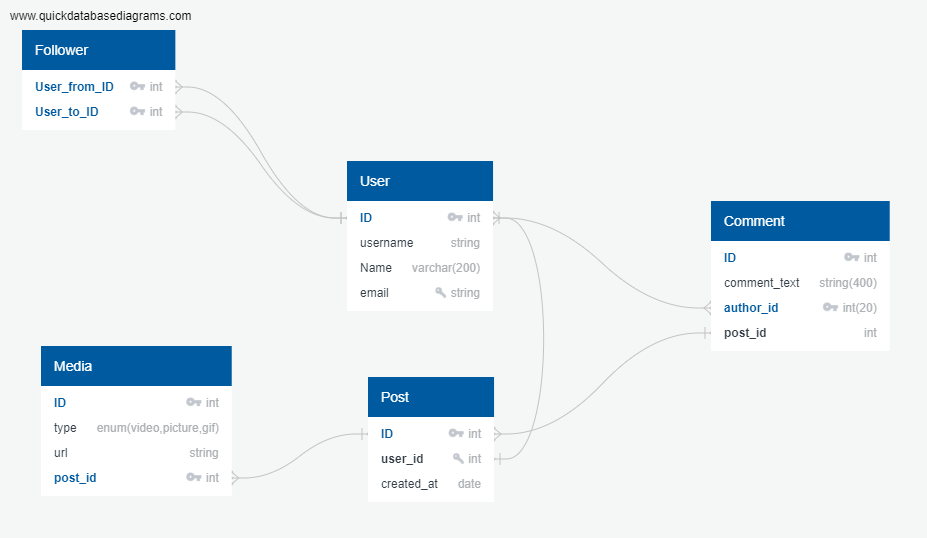 www.quickdatabasediagrams.com
Follower
User_from_ID int
User_to_ID int
User
ID int
username string
Name varchar(200)
email string
Comment
ID int
comment_text string(400)
author_id int(20)
post_id int
Media
ID int
type enum(video,picture,gif)
url string
post_id int
Post
ID int
user_id int
created_at date